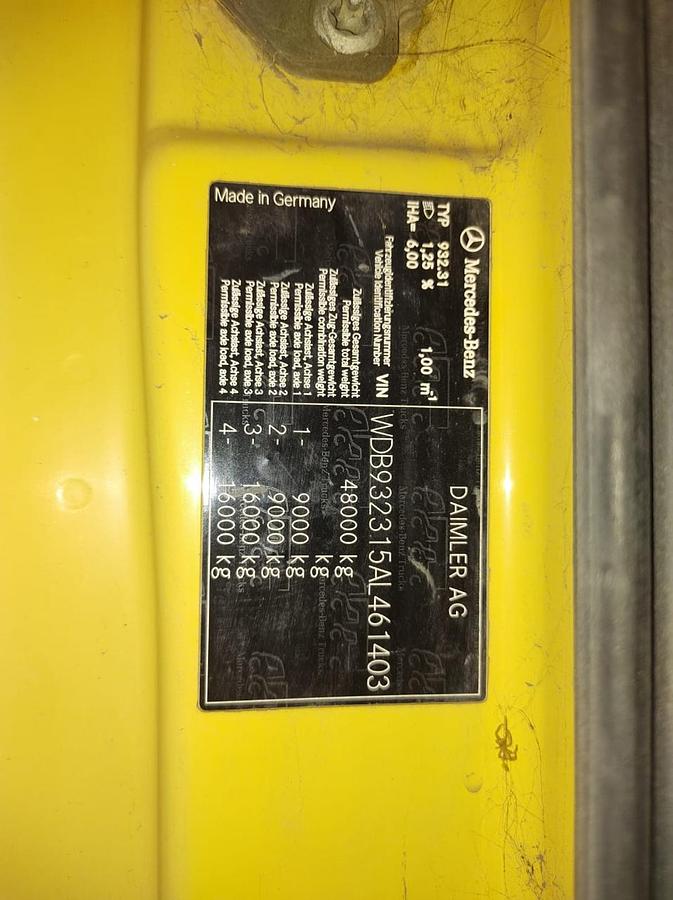 Mercedes-Benz
DAIMLER AG
TYP 932.31
1,25 % 1,00 m⁻¹
IHA= 6,00
Fahrzeugidentifizierungsnummer
Vehicle Identification Number VIN WDB9323.15AL461403
Zulässiges Gesamtgewicht
Permissible total weight 48000 kg
Zulässiges Zug-Gesamtgewicht
Permissible combination weight kg
Zulässige Achslast, Achse 1
Permissible axle load, axle 1 1- 9000 kg
Zulässige Achslast, Achse 2
Permissible axle load, axle 2 2- 9000 kg
Zulässige Achslast, Achse 3
Permissible axle load, axle 3 3- 16000 kg
Zulässige Achslast, Achse 4
Permissible axle load, axle 4 4- 16000 kg
Made in Germany